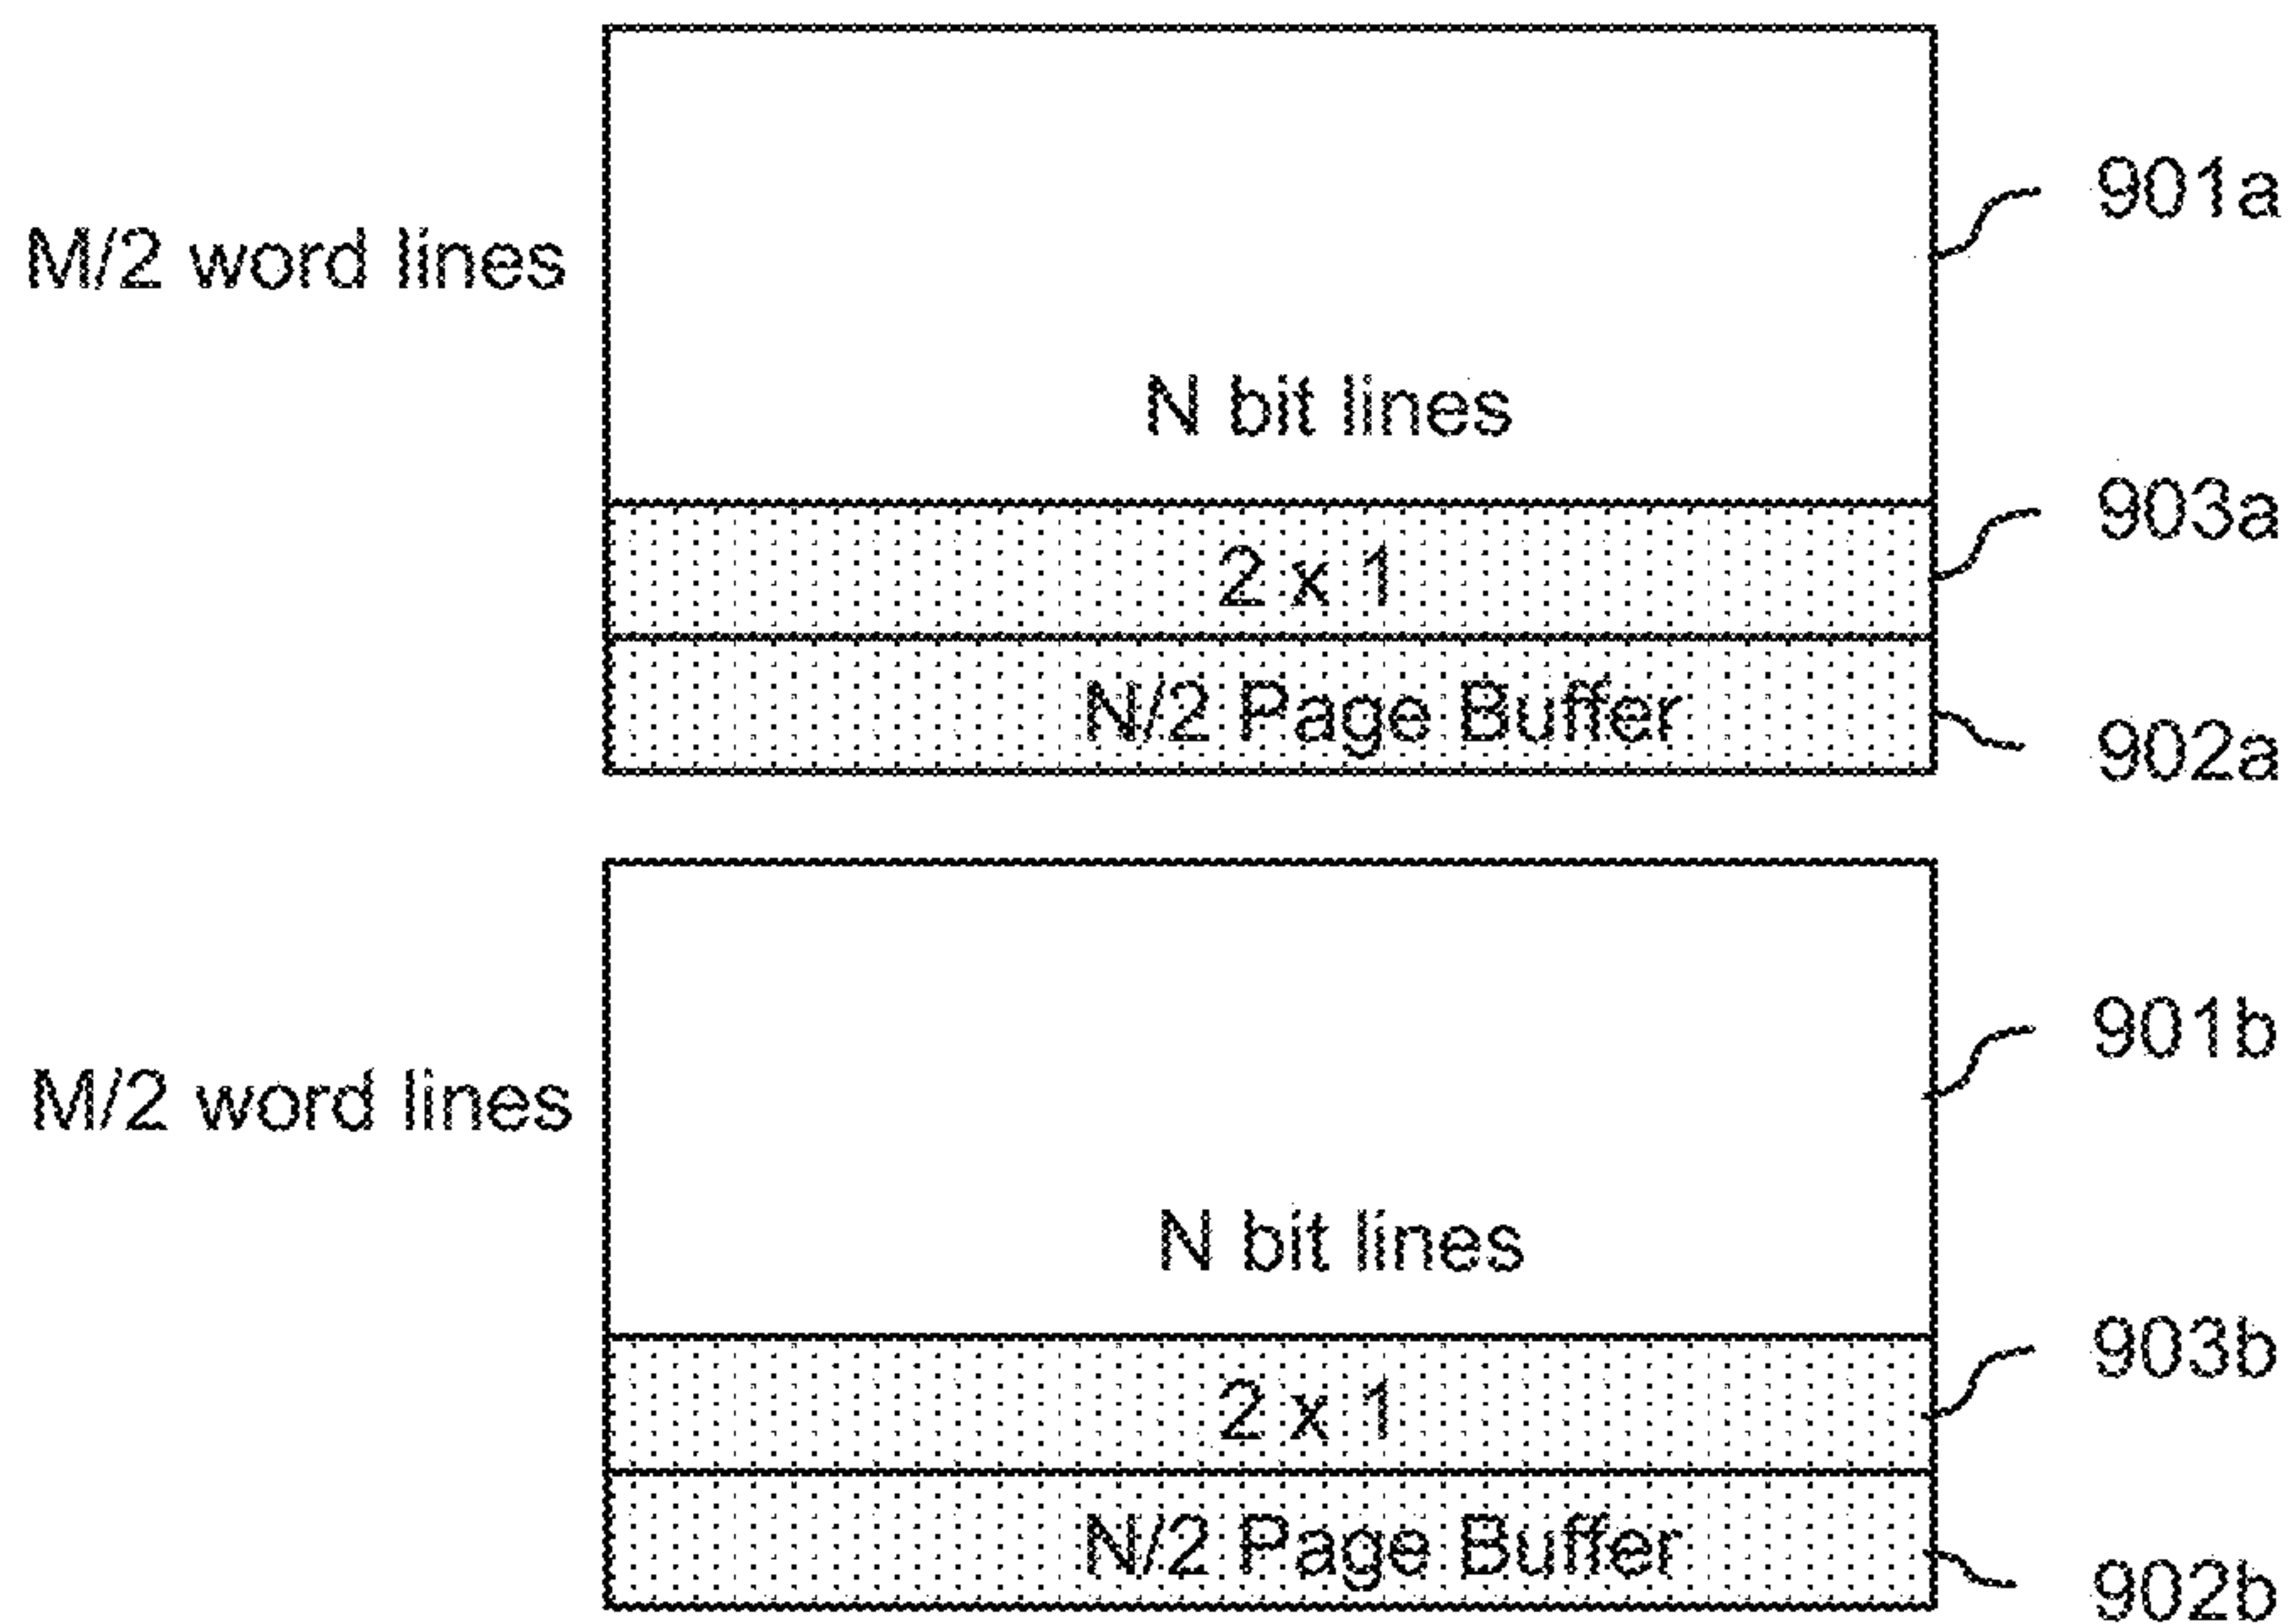 901a
M/2 word lines
N bit lines
903a
2 x 1
N/2 Page Buffer
902a
901b
M/2 word lines
N bit lines
903b
2 x 1
N/2 Page Buffer
902b